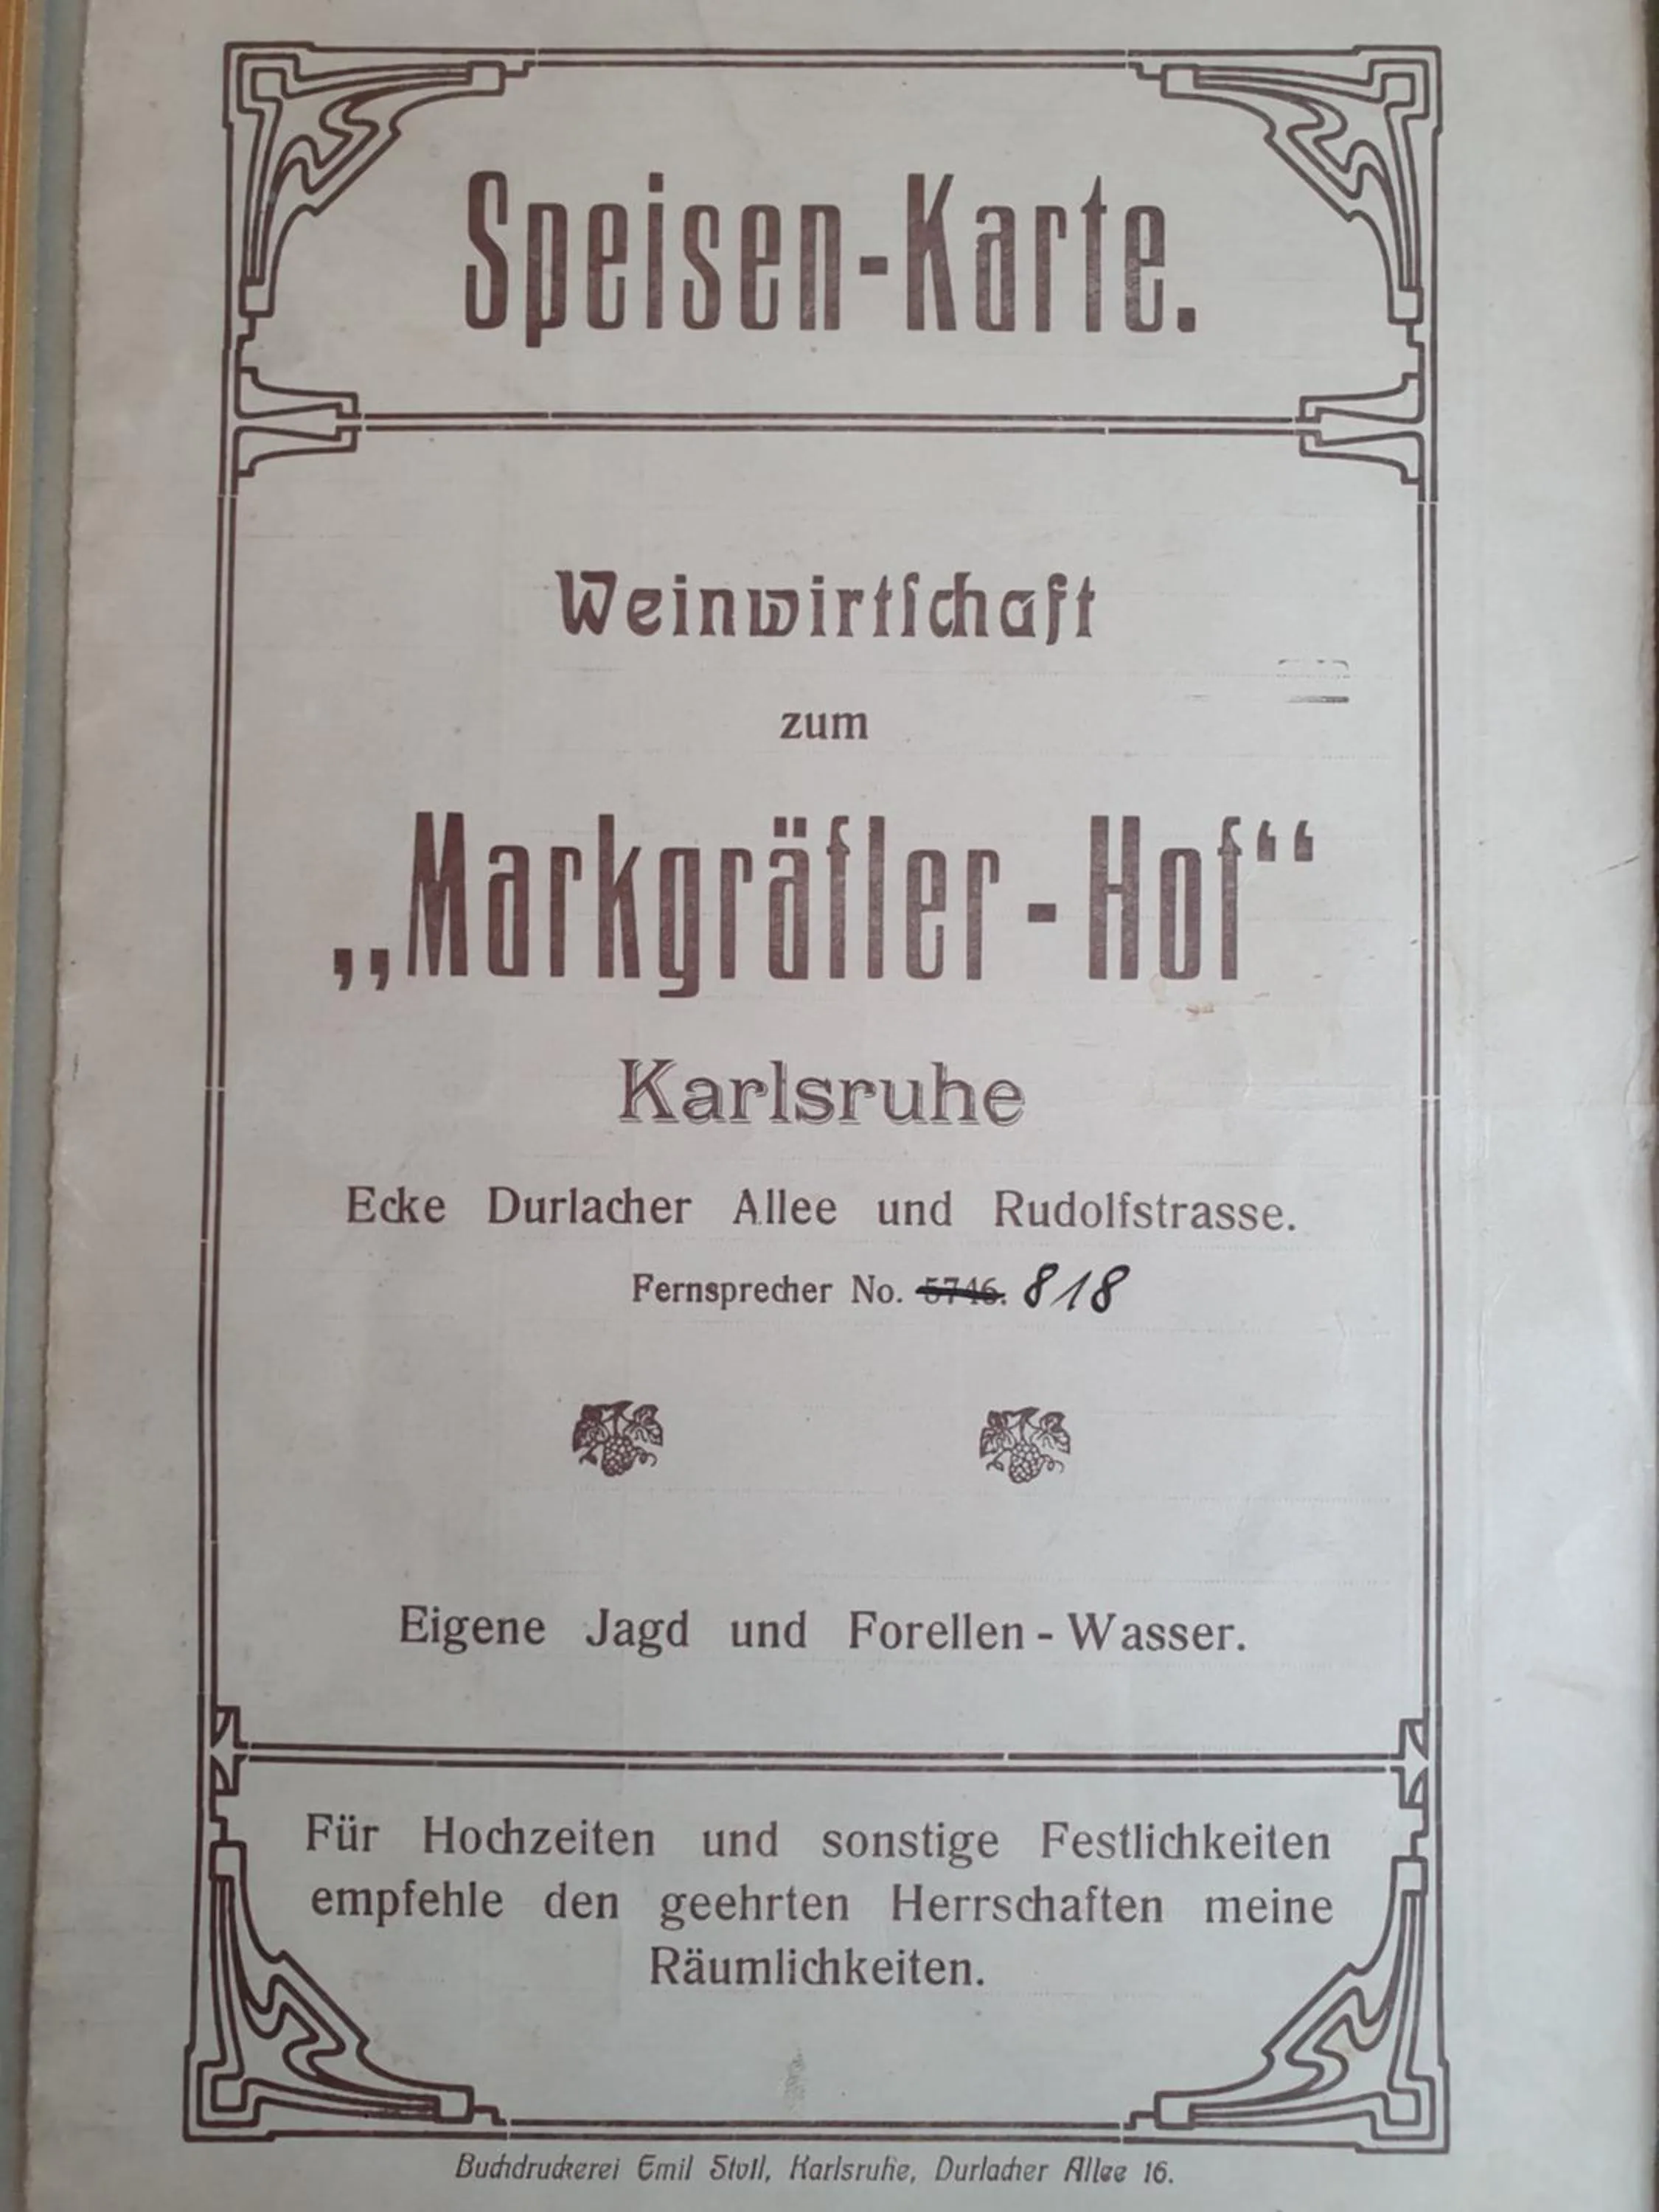 Speisen-Karte.
Weinwirtſchaft
zum
„Markgräfler-Hof“
Karlsruhe
Ecke Durlacher Allee und Rudolfstrasse.
Fernsprecher No. 5746. 818
Eigene Jagd und Forellen-Wasser.
Für Hochzeiten und sonstige Festlichkeiten
empfehle den geehrten Herrschaften meine
Räumlichkeiten.
Buchdruckerei Emil Stoll, Karlsruhe, Durlacher Allee 16.